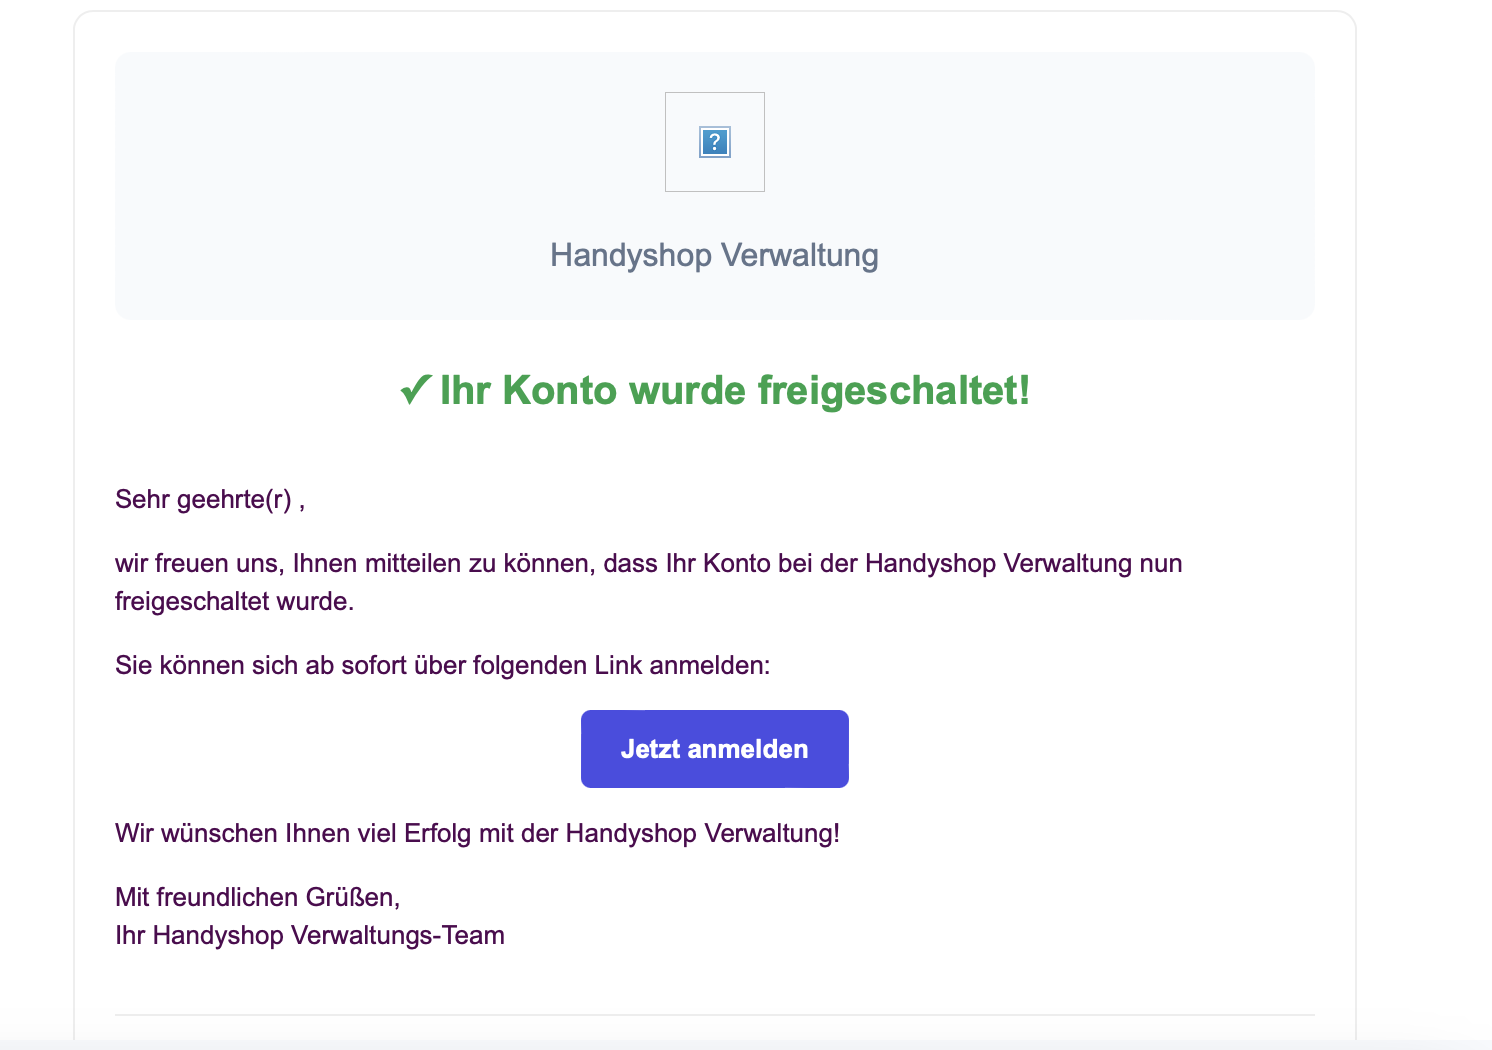 Handyshop Verwaltung
✓ Ihr Konto wurde freigeschaltet!
Sehr geehrte(r) ,
wir freuen uns, Ihnen mitteilen zu können, dass Ihr Konto bei der Handyshop Verwaltung nun
freigeschaltet wurde.
Sie können sich ab sofort über folgenden Link anmelden:
Jetzt anmelden
Wir wünschen Ihnen viel Erfolg mit der Handyshop Verwaltung!
Mit freundlichen Grüßen,
Ihr Handyshop Verwaltungs-Team